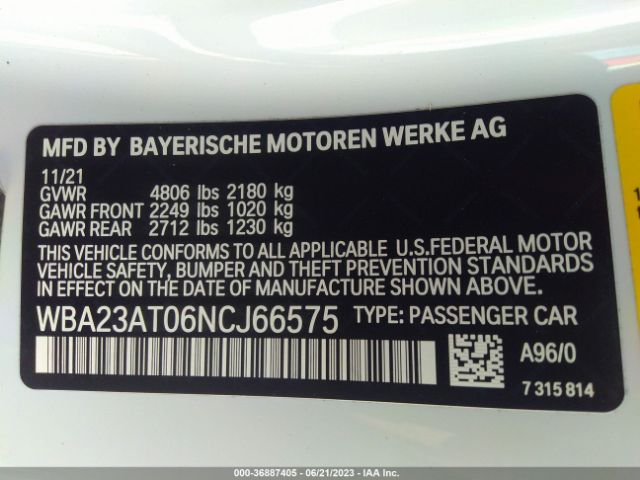 MFD BY BAYERISCHE MOTOREN WERKE AG
11/21
GVWR 4806 lbs 2180 kg
GAWR FRONT 2249 lbs 1020 kg
GAWR REAR 2712 lbs 1230 kg
THIS VEHICLE CONFORMS TO ALL APPLICABLE U.S.FEDERAL MOTOR
VEHICLE SAFETY, BUMPER AND THEFT PREVENTION STANDARDS
IN EFFECT ON THE DATE OF MANUFACTURE SHOWN ABOVE.
WBA23AT06NCJ66575 TYPE: PASSENGER CAR
A96/0
7 315 814
000-36887405 - 06/21/2023 - IAAI.COM